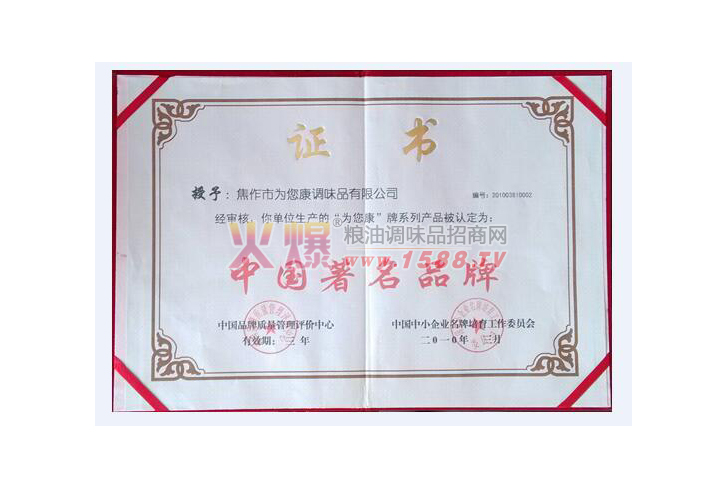 证 书
授予：焦作市为您康调味品有限公司
编号：201003810002
经审核，你单位生产的“为您康”牌系列产品被认定为：
火爆®粮油调味品招商网
www.1588.TV
中国著名品牌
中国品牌质量管理评价中心
有效期：三年
中国中小企业名牌培育工作委员会
二〇一〇年 三月